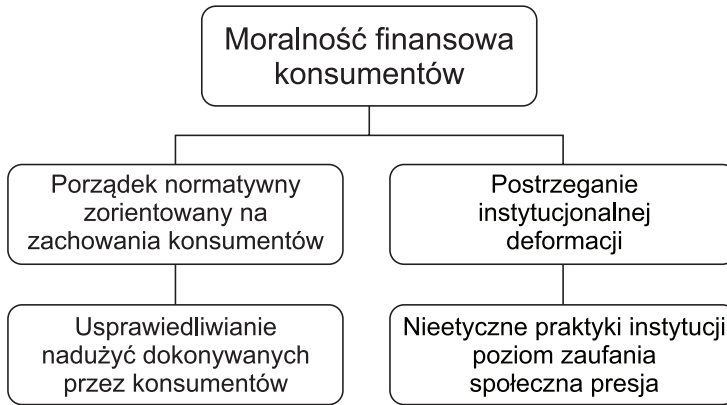 Moralność finansowa
konsumentów
Porządek normatywny
zorientowany na
zachowania konsumentów
Postrzeganie
instytucjonalnej
deformacji
Usprawiedliwianie
nadużyć dokonywanych
przez konsumentów
Nieetyczne praktyki instytucji
poziom zaufania
społeczna presja